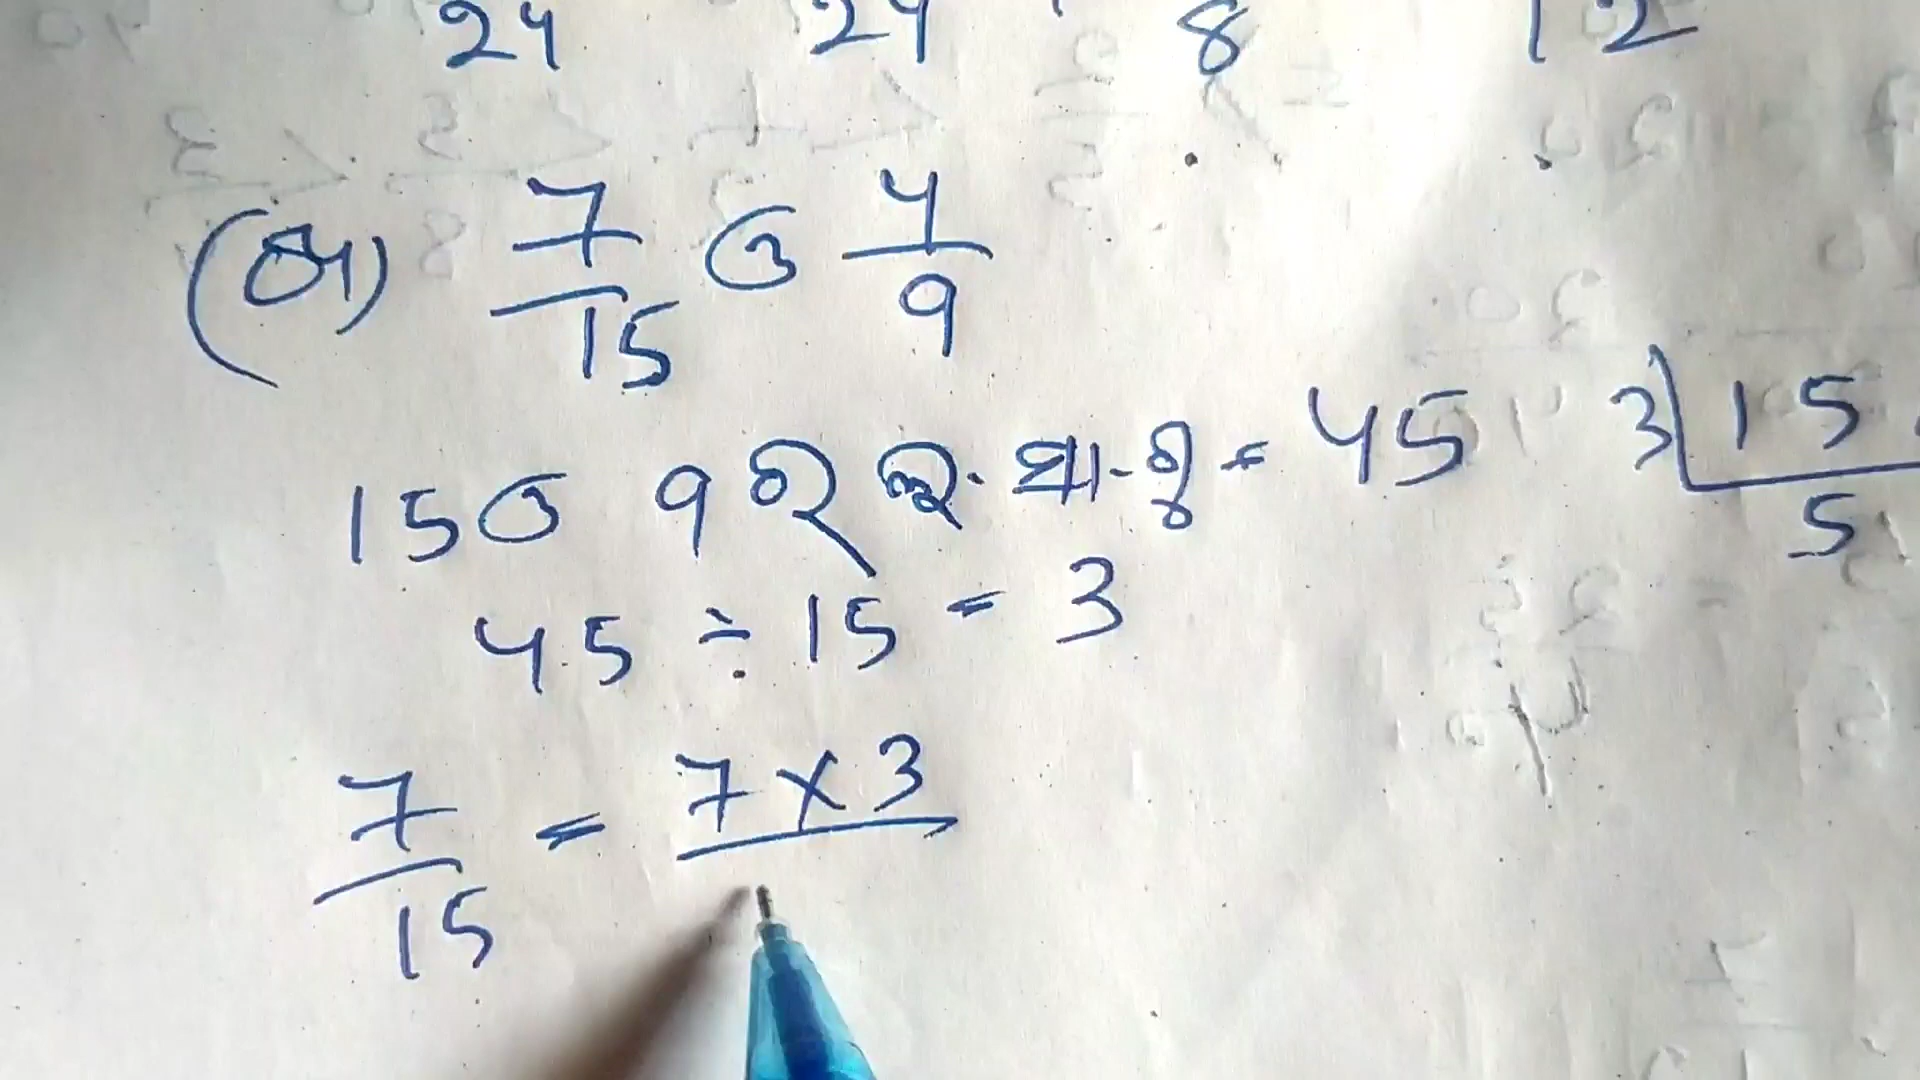 24 24 8 12
(ଖ) 7/15 ଓ 4/9
15 ଓ 9 ର ଲ.ସା.ଗୁ = 45 3 15
5
45 ÷ 15 = 3
7/15 = 7 × 3